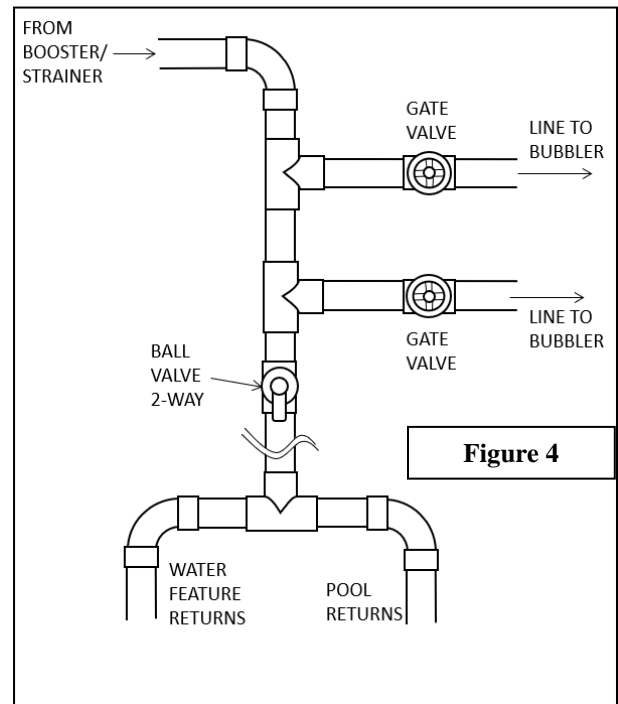 FROM
BOOSTER/
STRAINER
GATE
VALVE
LINE TO
BUBBLER
LINE TO
BUBBLER
GATE
VALVE
BALL
VALVE
2-WAY
Figure 4
WATER
FEATURE
RETURNS
POOL
RETURNS